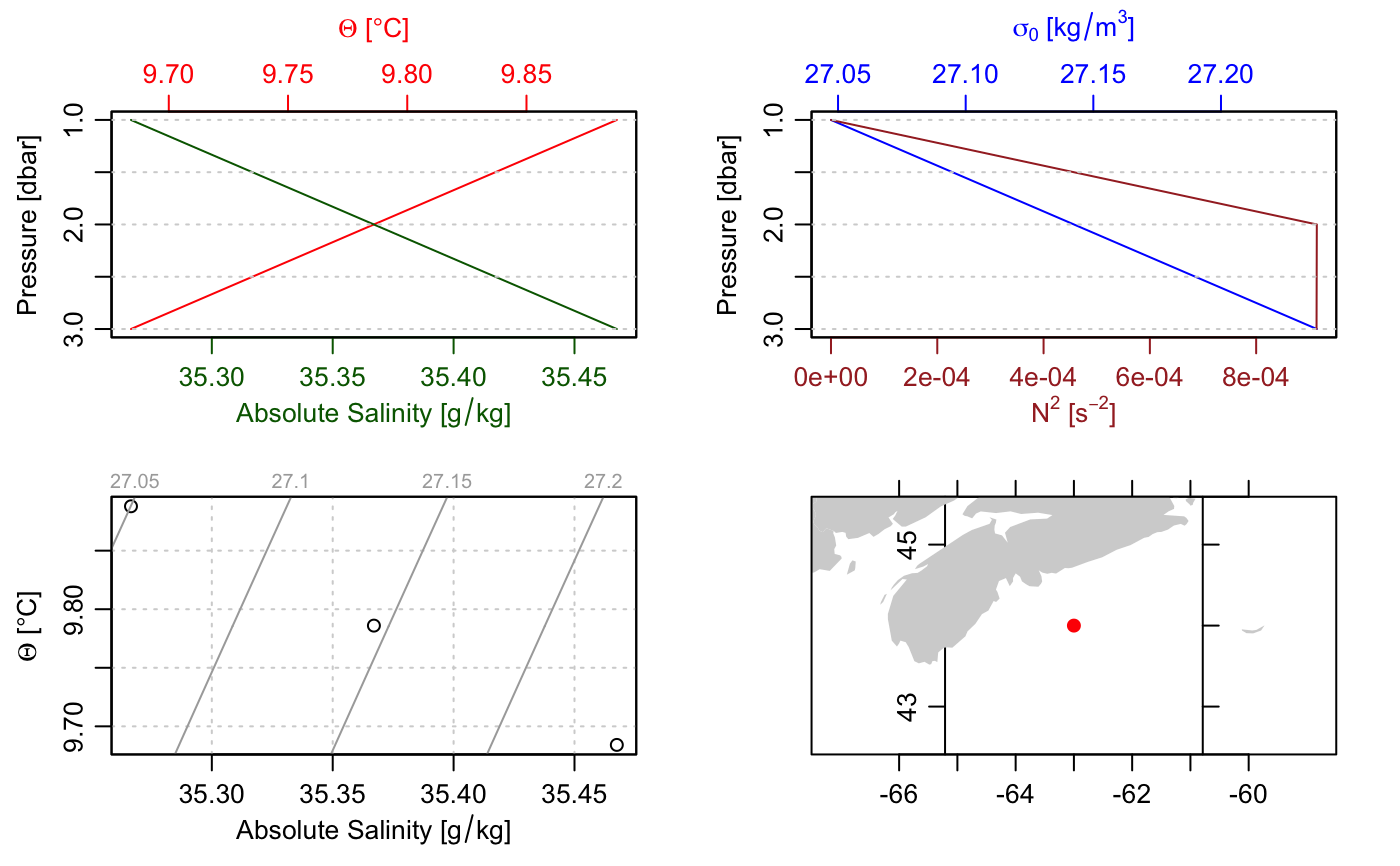 Θ [°C]
9.70 9.75 9.80 9.85
1.0
2.0
3.0
Pressure [dbar]
35.30 35.35 35.40 35.45
Absolute Salinity [g/kg]
σ₀ [kg/m³]
27.05 27.10 27.15 27.20
1.0
2.0
3.0
Pressure [dbar]
0e+00 2e-04 4e-04 6e-04 8e-04
N² [s⁻²]
27.05 27.1 27.15 27.2
9.80
9.70
Θ [°C]
35.30 35.35 35.40 35.45
Absolute Salinity [g/kg]
45
43
-66 -64 -62 -60